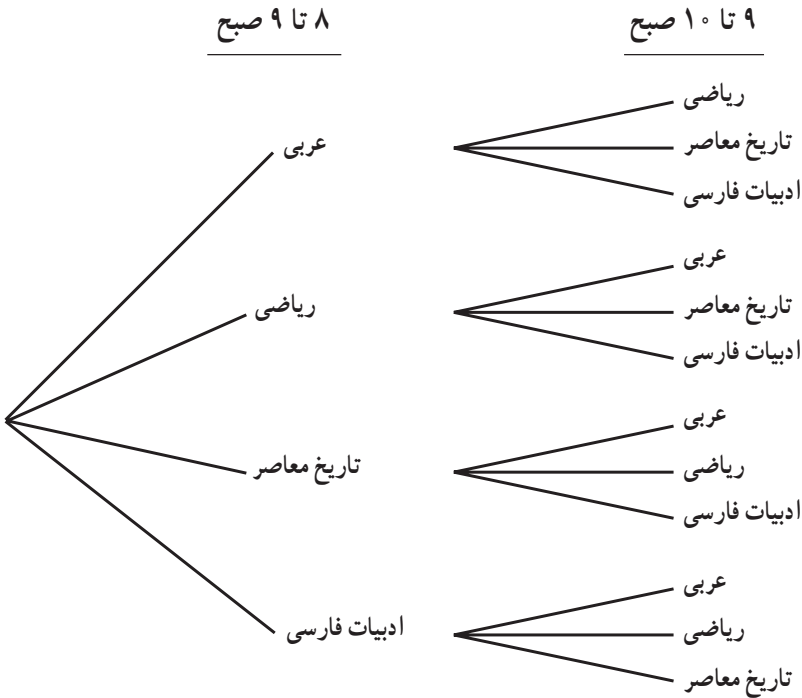 ۸ تا ۹ صبح
۹ تا ۱۰ صبح
عربی
ریاضی
تاریخ معاصر
ادبیات فارسی
ریاضی
عربی
تاریخ معاصر
ادبیات فارسی
تاریخ معاصر
عربی
ریاضی
ادبیات فارسی
ادبیات فارسی
عربی
ریاضی
تاریخ معاصر